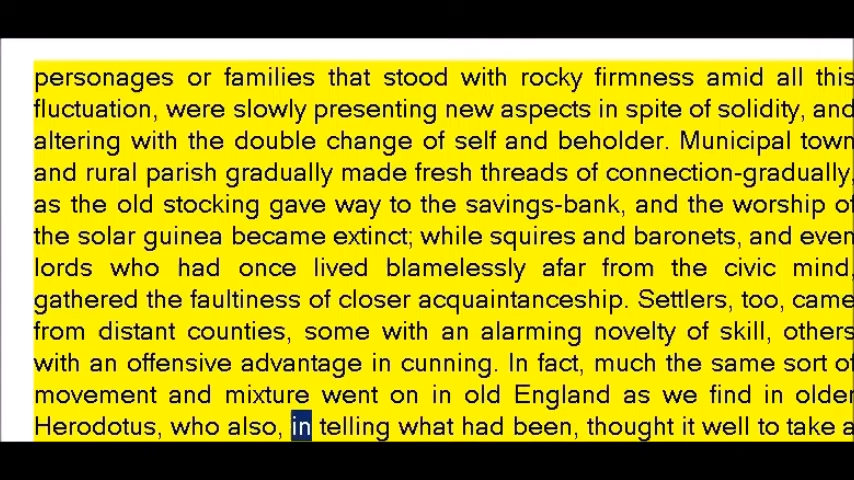 personages or families that stood with rocky firmness amid all this
fluctuation, were slowly presenting new aspects in spite of solidity, and
altering with the double change of self and beholder. Municipal town
and rural parish gradually made fresh threads of connection-gradually,
as the old stocking gave way to the savings-bank, and the worship of
the solar guinea became extinct; while squires and baronets, and even
lords who had once lived blamelessly afar from the civic mind,
gathered the faultiness of closer acquaintanceship. Settlers, too, came
from distant counties, some with an alarming novelty of skill, others
with an offensive advantage in cunning. In fact, much the same sort of
movement and mixture went on in old England as we find in older
Herodotus, who also, in telling what had been, thought it well to take a